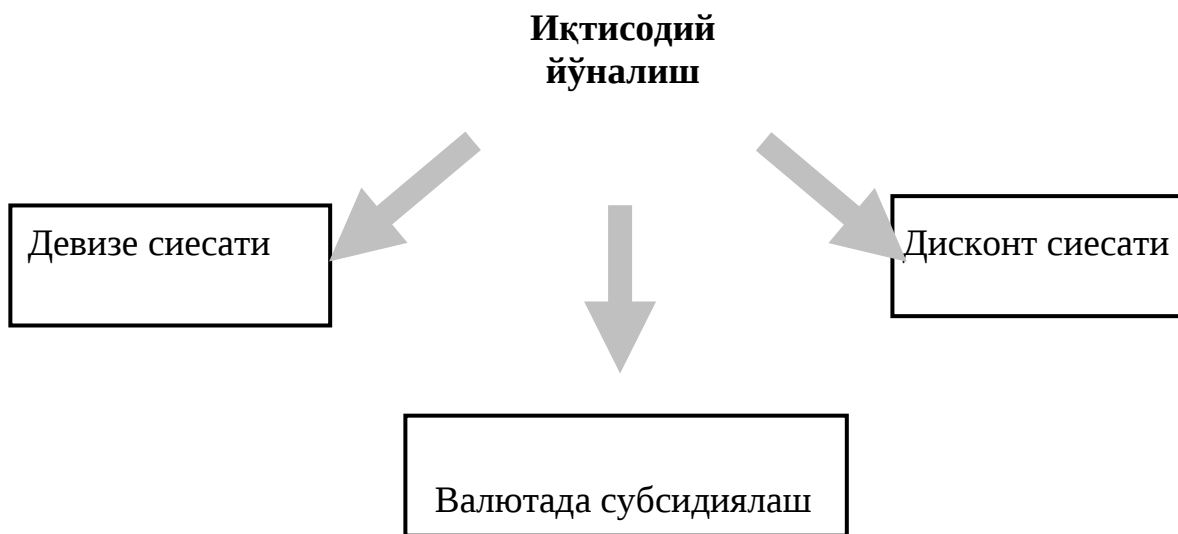 Иқтисодий
йўналиш
Девизе сиесати
Дисконт сиесати
Валютада субсидиялаш